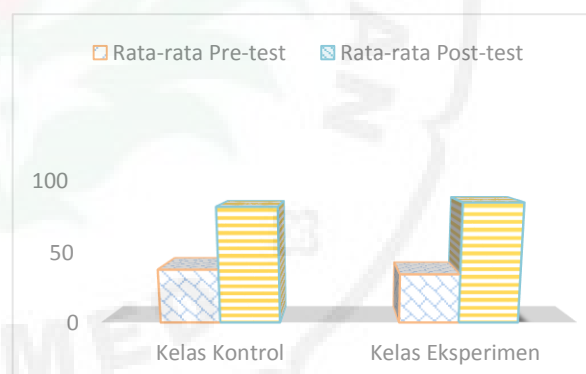 Rata-rata Pre-test Rata-rata Post-test
100
50
0
Kelas Kontrol Kelas Eksperimen